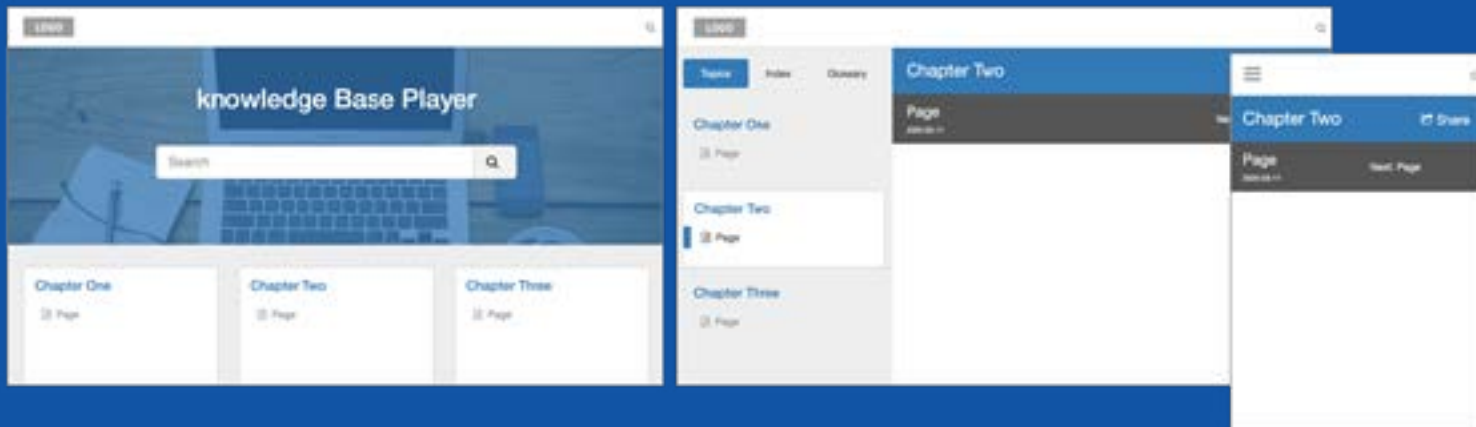 LOGO
knowledge Base Player
Search
Chapter One
Page
Chapter Two
Page
Chapter Three
Page
LOGO
Topics Index Glossary
Chapter One
Page
Chapter Two
Page
Chapter Three
Page
Chapter Two
Page
Chapter Two Share
Page Next: Page